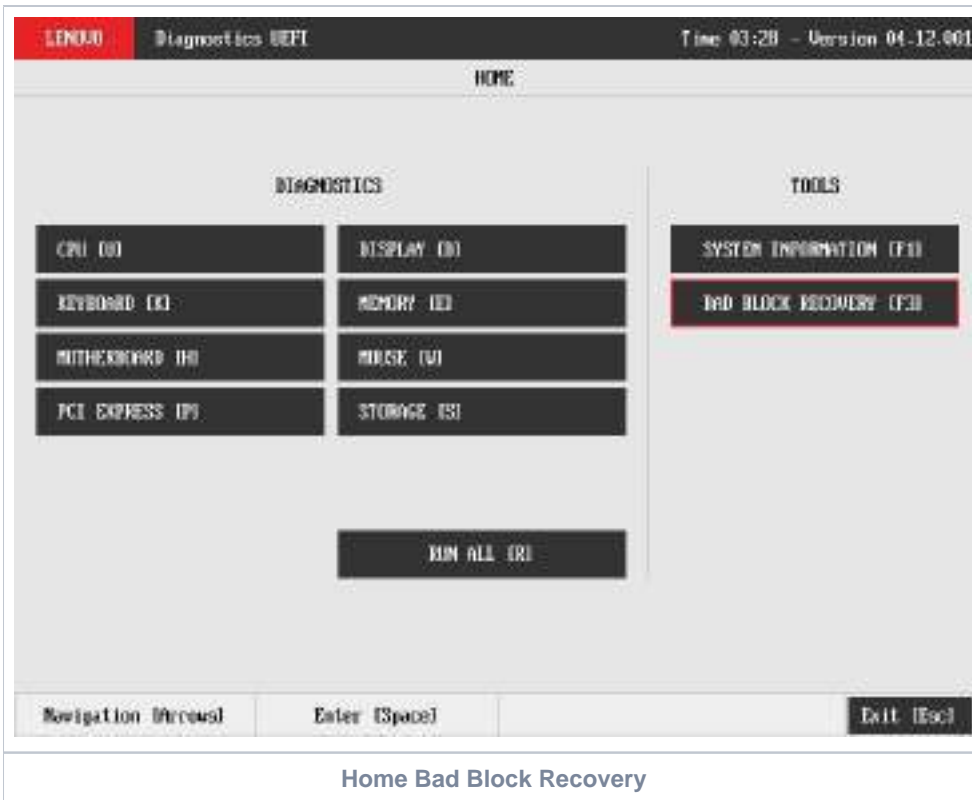 LENOVO Diagnostics UEFI Time 03:28 - Version 04.12.001
HOME
DIAGNOSTICS
TOOLS
CPU [U]
DISPLAY [D]
SYSTEM INFORMATION [F1]
KEYBOARD [K]
MEMORY [E]
BAD BLOCK RECOVERY [F3]
MOTHERBOARD [H]
MOUSE [W]
PCI EXPRESS [P]
STORAGE [S]
RUN ALL [R]
Navigation [Arrows]
Enter [Space]
Exit [Esc]
Home Bad Block Recovery